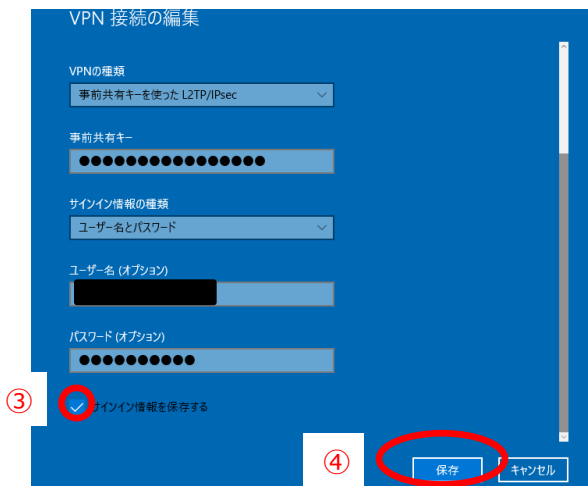 VPN 接続の編集
VPNの種類
事前共有キーを使った L2TP/IPsec
事前共有キー
●●●●●●●●●●●●●●●●
サインイン情報の種類
ユーザー名とパスワード
ユーザー名 (オプション)
パスワード (オプション)
●●●●●●●●●●
③
サインイン情報を保存する
④
保存
キャンセル